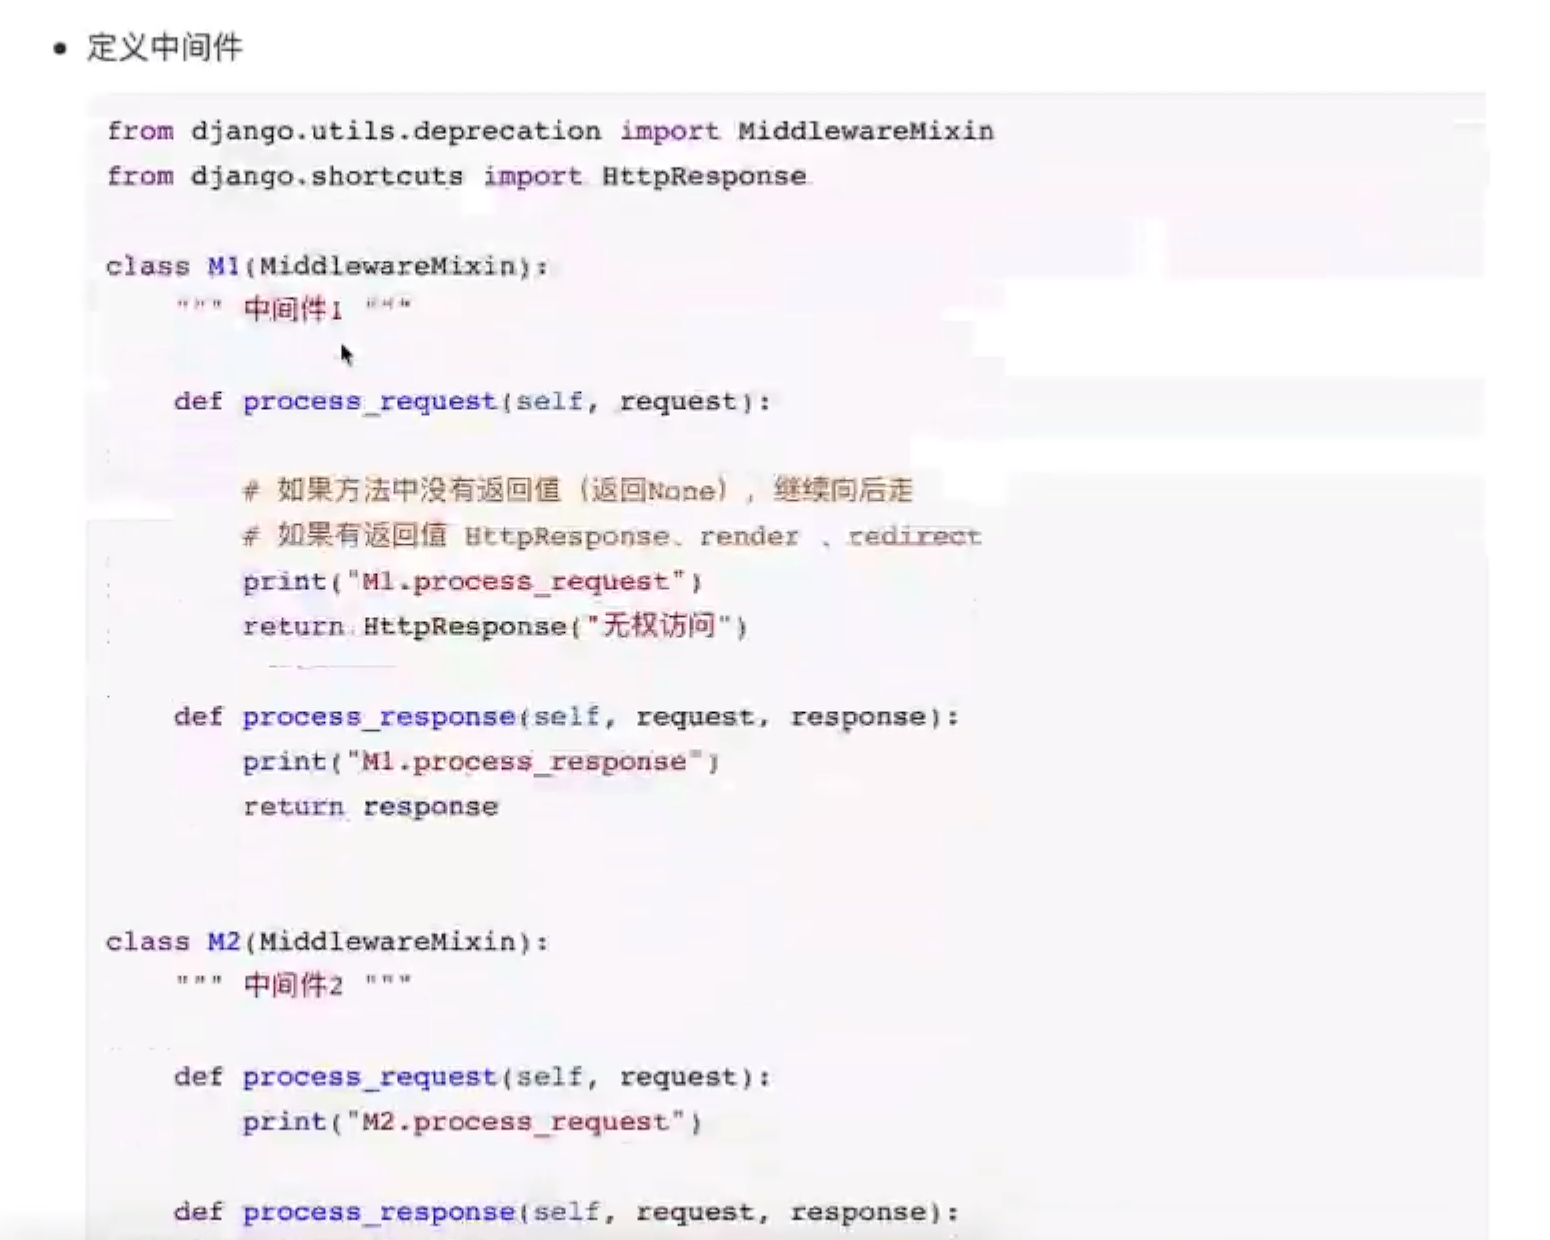 • 定义中间件
from django.utils.deprecation import MiddlewareMixin
from django.shortcuts import HttpResponse
class M1(MiddlewareMixin):
""" 中间件1 """
def process_request(self, request):
# 如果方法中没有返回值（返回None），继续向后走
# 如果有返回值 HttpResponse、render 、redirect
print("M1.process_request")
return HttpResponse("无权访问")
def process_response(self, request, response):
print("M1.process_response")
return response
class M2(MiddlewareMixin):
""" 中间件2 """
def process_request(self, request):
print("M2.process_request")
def process_response(self, request, response):